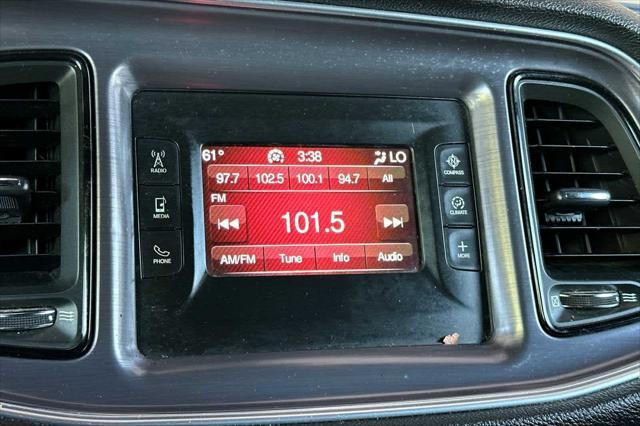 61° 3:38 LO
97.7 102.5 100.1 94.7 All
FM
101.5
AM/FM Tune Info Audio
RADIO
MEDIA
PHONE
COMPASS
CLIMATE
MORE